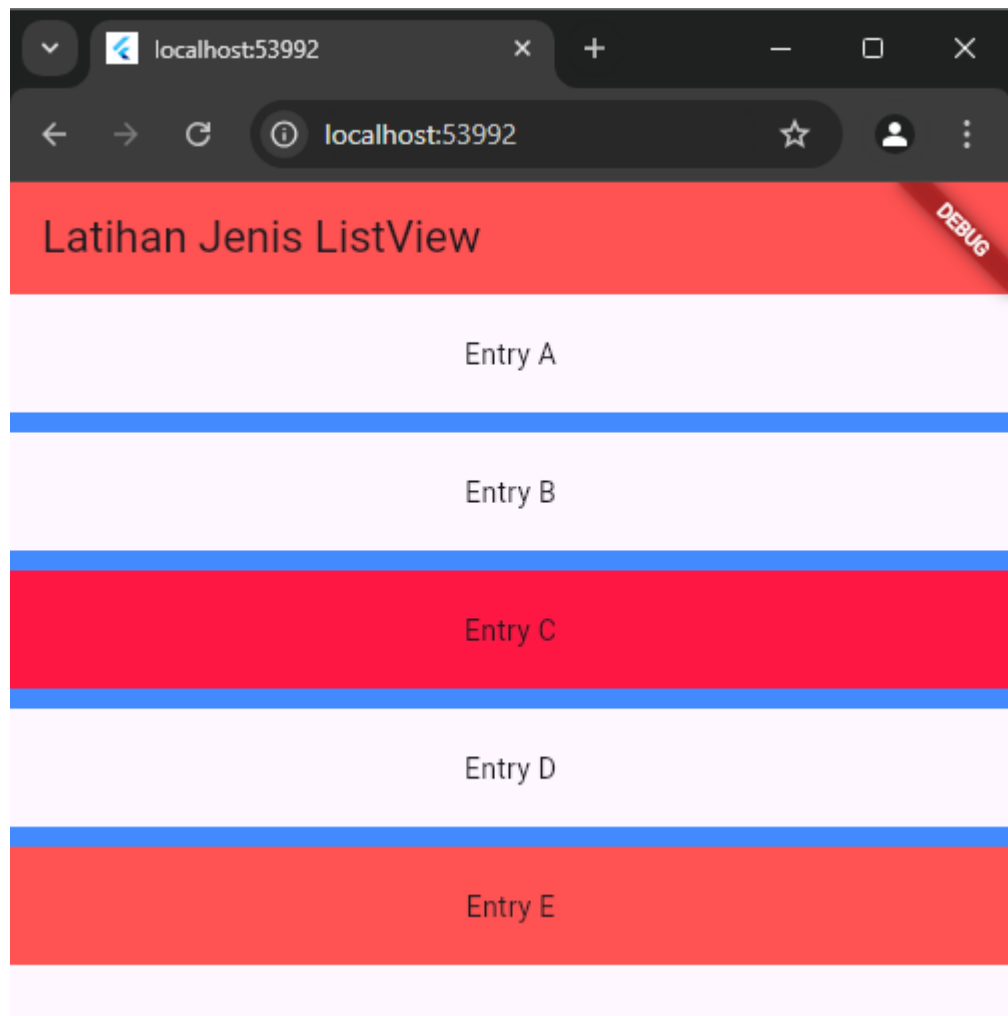 localhost:53992
localhost:53992
Latihan Jenis ListView
DEBUG
Entry A
Entry B
Entry C
Entry D
Entry E